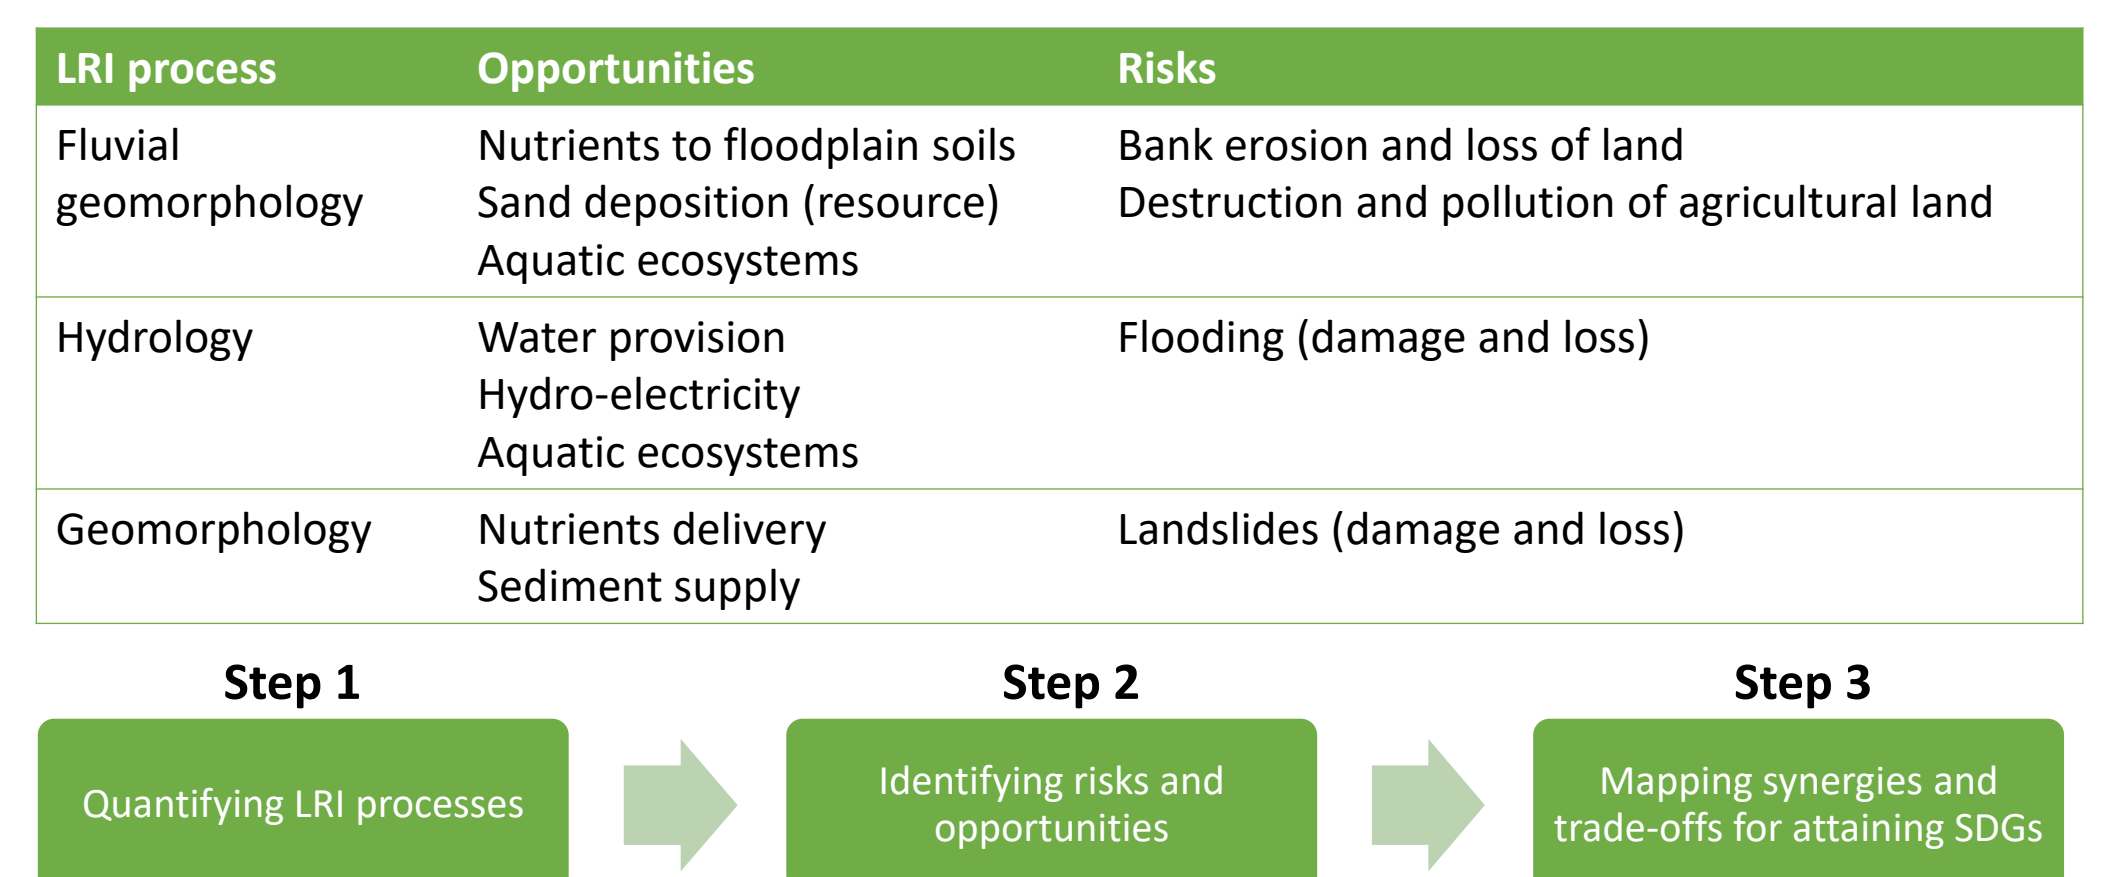 LRI process Opportunities Risks
Fluvial geomorphology
Nutrients to floodplain soils
Sand deposition (resource)
Aquatic ecosystems
Bank erosion and loss of land
Destruction and pollution of agricultural land
Hydrology
Water provision
Hydro-electricity
Aquatic ecosystems
Flooding (damage and loss)
Geomorphology
Nutrients delivery
Sediment supply
Landslides (damage and loss)
Step 1
Quantifying LRI processes
Step 2
Identifying risks and
opportunities
Step 3
Mapping synergies and
trade-offs for attaining SDGs